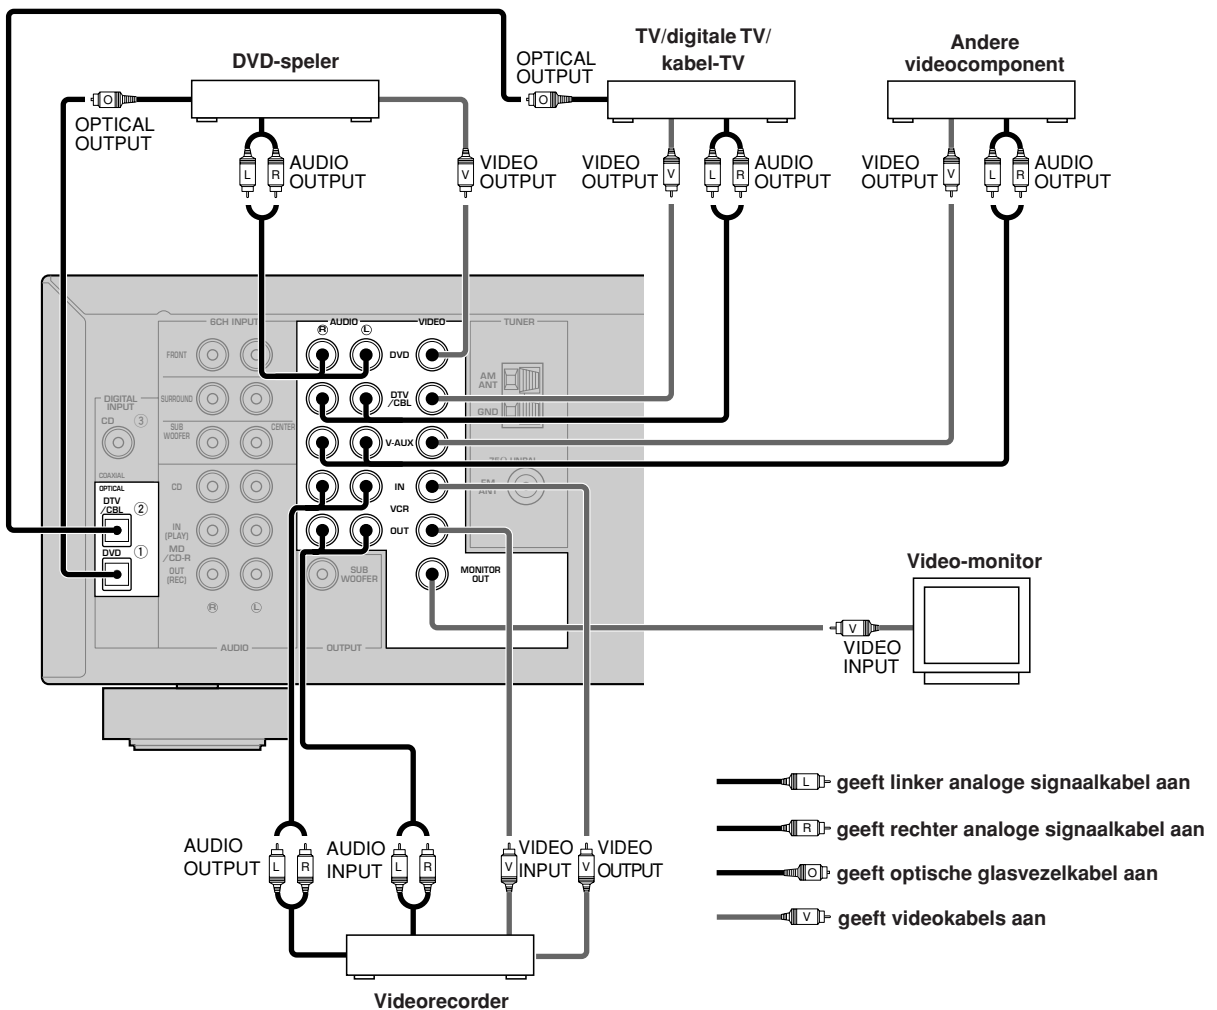 DVD-speler
TV/digitale TV/
kabel-TV
Andere
videocomponent
OPTICAL
OUTPUT
OPTICAL
OUTPUT
AUDIO
OUTPUT
VIDEO
OUTPUT
VIDEO
OUTPUT
AUDIO
OUTPUT
VIDEO
OUTPUT
AUDIO
OUTPUT
O
O
L
R
V
V
L
R
V
L
R
6CH INPUT
AUDIO
VIDEO
TUNER
R
L
FRONT
DVD
AM
ANT
GND
SURROUND
DTV
/CBL
DIGITAL
INPUT
CD
3
SUB
WOOFER
CENTER
V-AUX
75Ω UNBAL.
FM
ANT
COAXIAL
OPTICAL
DTV
/CBL
2
DVD
1
CD
IN
VCR
OUT
IN
(PLAY)
MD
/CD-R
OUT
(REC)
SUB
WOOFER
MONITOR
OUT
R
L
AUDIO
OUTPUT
Video-monitor
V
VIDEO
INPUT
AUDIO
OUTPUT
L
R
AUDIO
INPUT
L
R
VIDEO
INPUT
V
VIDEO
OUTPUT
V
Videorecorder
L geeft linker analoge signaalkabel aan
R geeft rechter analoge signaalkabel aan
O geeft optische glasvezelkabel aan
V geeft videokabels aan